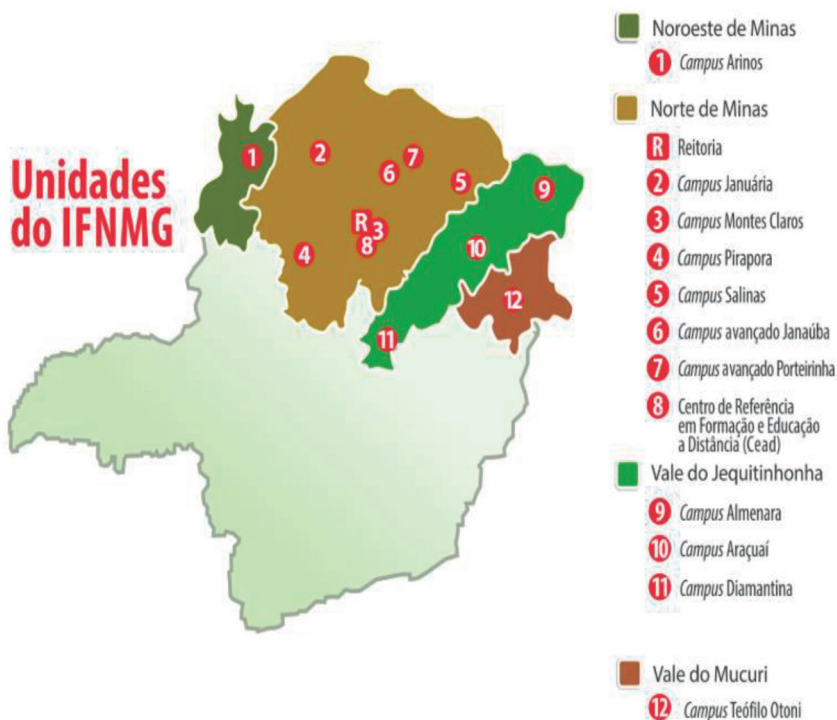 Unidades
do IFNMG
1
2
7
6
5
9
R
3
8
4
10
12
11
Noroeste de Minas
1 Campus Arinos
Norte de Minas
R Reitoria
2 Campus Januária
3 Campus Montes Claros
4 Campus Pirapora
5 Campus Salinas
6 Campus avançado Janaúba
7 Campus avançado Porteirinha
8 Centro de Referência
em Formação e Educação
a Distância (Cead)
Vale do Jequitinhonha
9 Campus Almenara
10 Campus Araçuaí
11 Campus Diamantina
Vale do Mucuri
12 Campus Teófilo Otoni